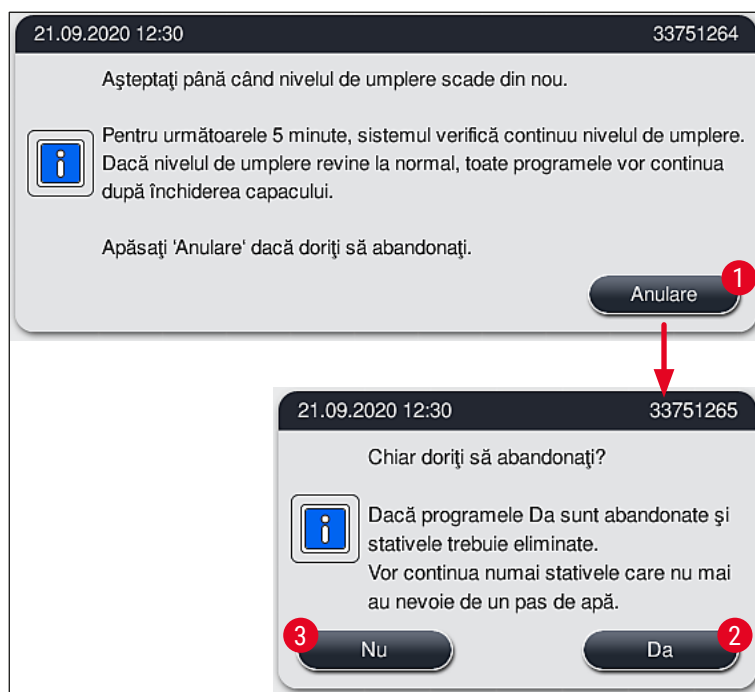 21.09.2020 12:30 33751264
Aşteptaţi până când nivelul de umplere scade din nou.
Pentru următoarele 5 minute, sistemul verifică continuu nivelul de umplere.
Dacă nivelul de umplere revine la normal, toate programele vor continua
după închiderea capacului.
Apăsaţi 'Anulare' dacă doriţi să abandonaţi.
Anulare 1
21.09.2020 12:30 33751265
Chiar doriţi să abandonaţi?
Dacă programele Da sunt abandonate şi
stativele trebuie eliminate.
Vor continua numai stativele care nu mai
au nevoie de un pas de apă.
3 Nu Da 2